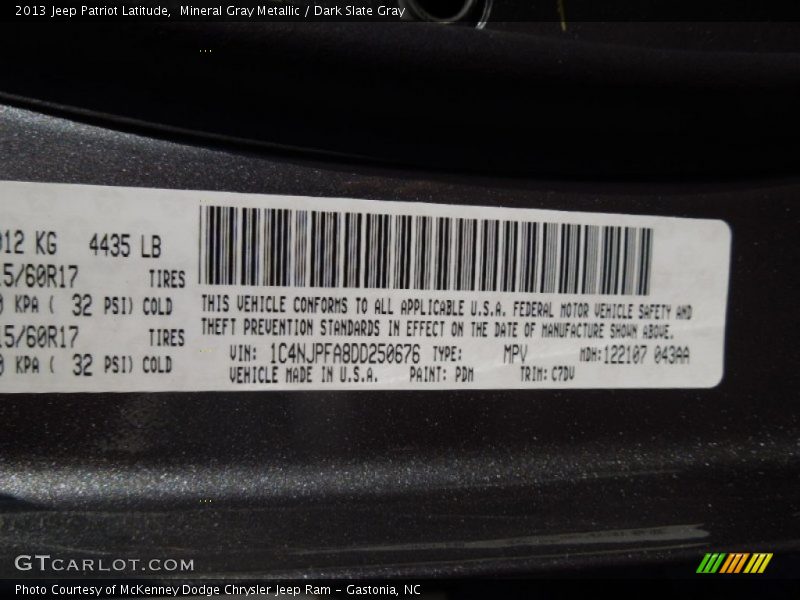 2013 Jeep Patriot Latitude,  Mineral Gray Metallic / Dark Slate Gray
12 KG 4435 LB
5/60R17 TIRES
KPA ( 32 PSI) COLD
5/60R17 TIRES
KPA ( 32 PSI) COLD
THIS VEHICLE CONFORMS TO ALL APPLICABLE U.S.A. FEDERAL MOTOR VEHICLE SAFETY AND
THEFT PREVENTION STANDARDS IN EFFECT ON THE DATE OF MANUFACTURE SHOWN ABOVE.
VIN: 1C4NJPFA8DD250676 TYPE: MPV MDH:122107 043AA
VEHICLE MADE IN U.S.A. PAINT: PDM TRIM: C7DV
GTCARLOT.COM
Photo Courtesy of McKenney Dodge Chrysler Jeep Ram - Gastonia, NC